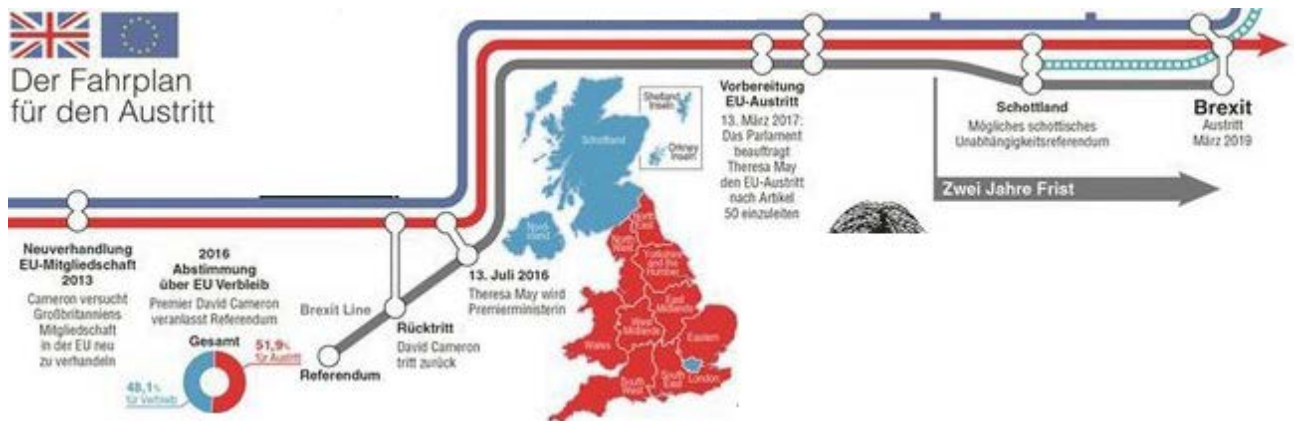 Der Fahrplan
für den Austritt
Neuverhandlung
EU-Mitgliedschaft
2013
Cameron versucht
Großbritanniens
Mitgliedschaft
in der EU neu
zu verhandeln
2016
Abstimmung
über EU Verbleib
Premier David Cameron
veranlasst Referendum
Gesamt
51,9%
für Austritt
48,1%
für Verbleib
Brexit Line
Referendum
Rücktritt
David Cameron
tritt zurück
13. Juli 2016
Theresa May wird
Premierministerin
Shetland
Inseln
Orkney
Inseln
Schottland
Nord-
irland
North
East
North
West
Yorkshire
and the
Humber
East
Midlands
West
Midlands
Wales
Eastern
London
South
East
South
West
Vorbereitung
EU-Austritt
13. März 2017:
Das Parlament
beauftragt
Theresa May
den EU-Austritt
nach Artikel
50 einzuleiten
Zwei Jahre Frist
Schottland
Mögliches schottisches
Unabhängigkeitsreferendum
Brexit
Austritt
März 2019